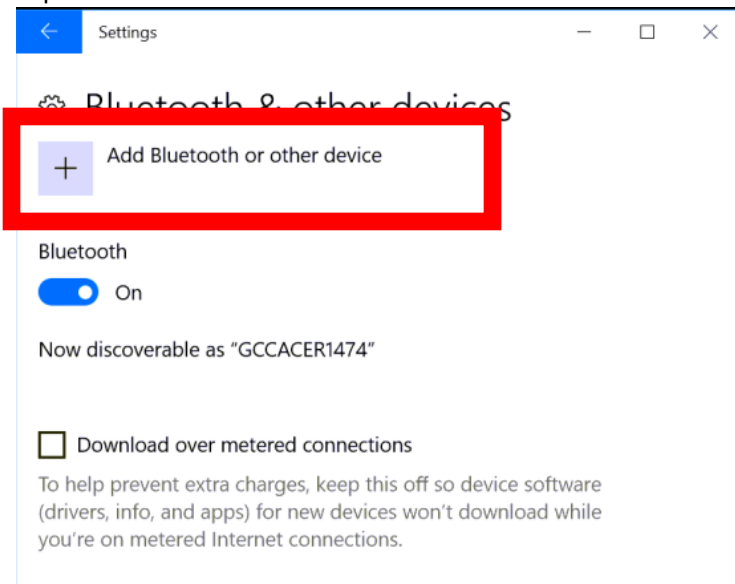 Settings
Bluetooth & other devices
Add Bluetooth or other device
Bluetooth
On
Now discoverable as “GCCACER1474”
Download over metered connections
To help prevent extra charges, keep this off so device software
(drivers, info, and apps) for new devices won’t download while
you’re on metered Internet connections.